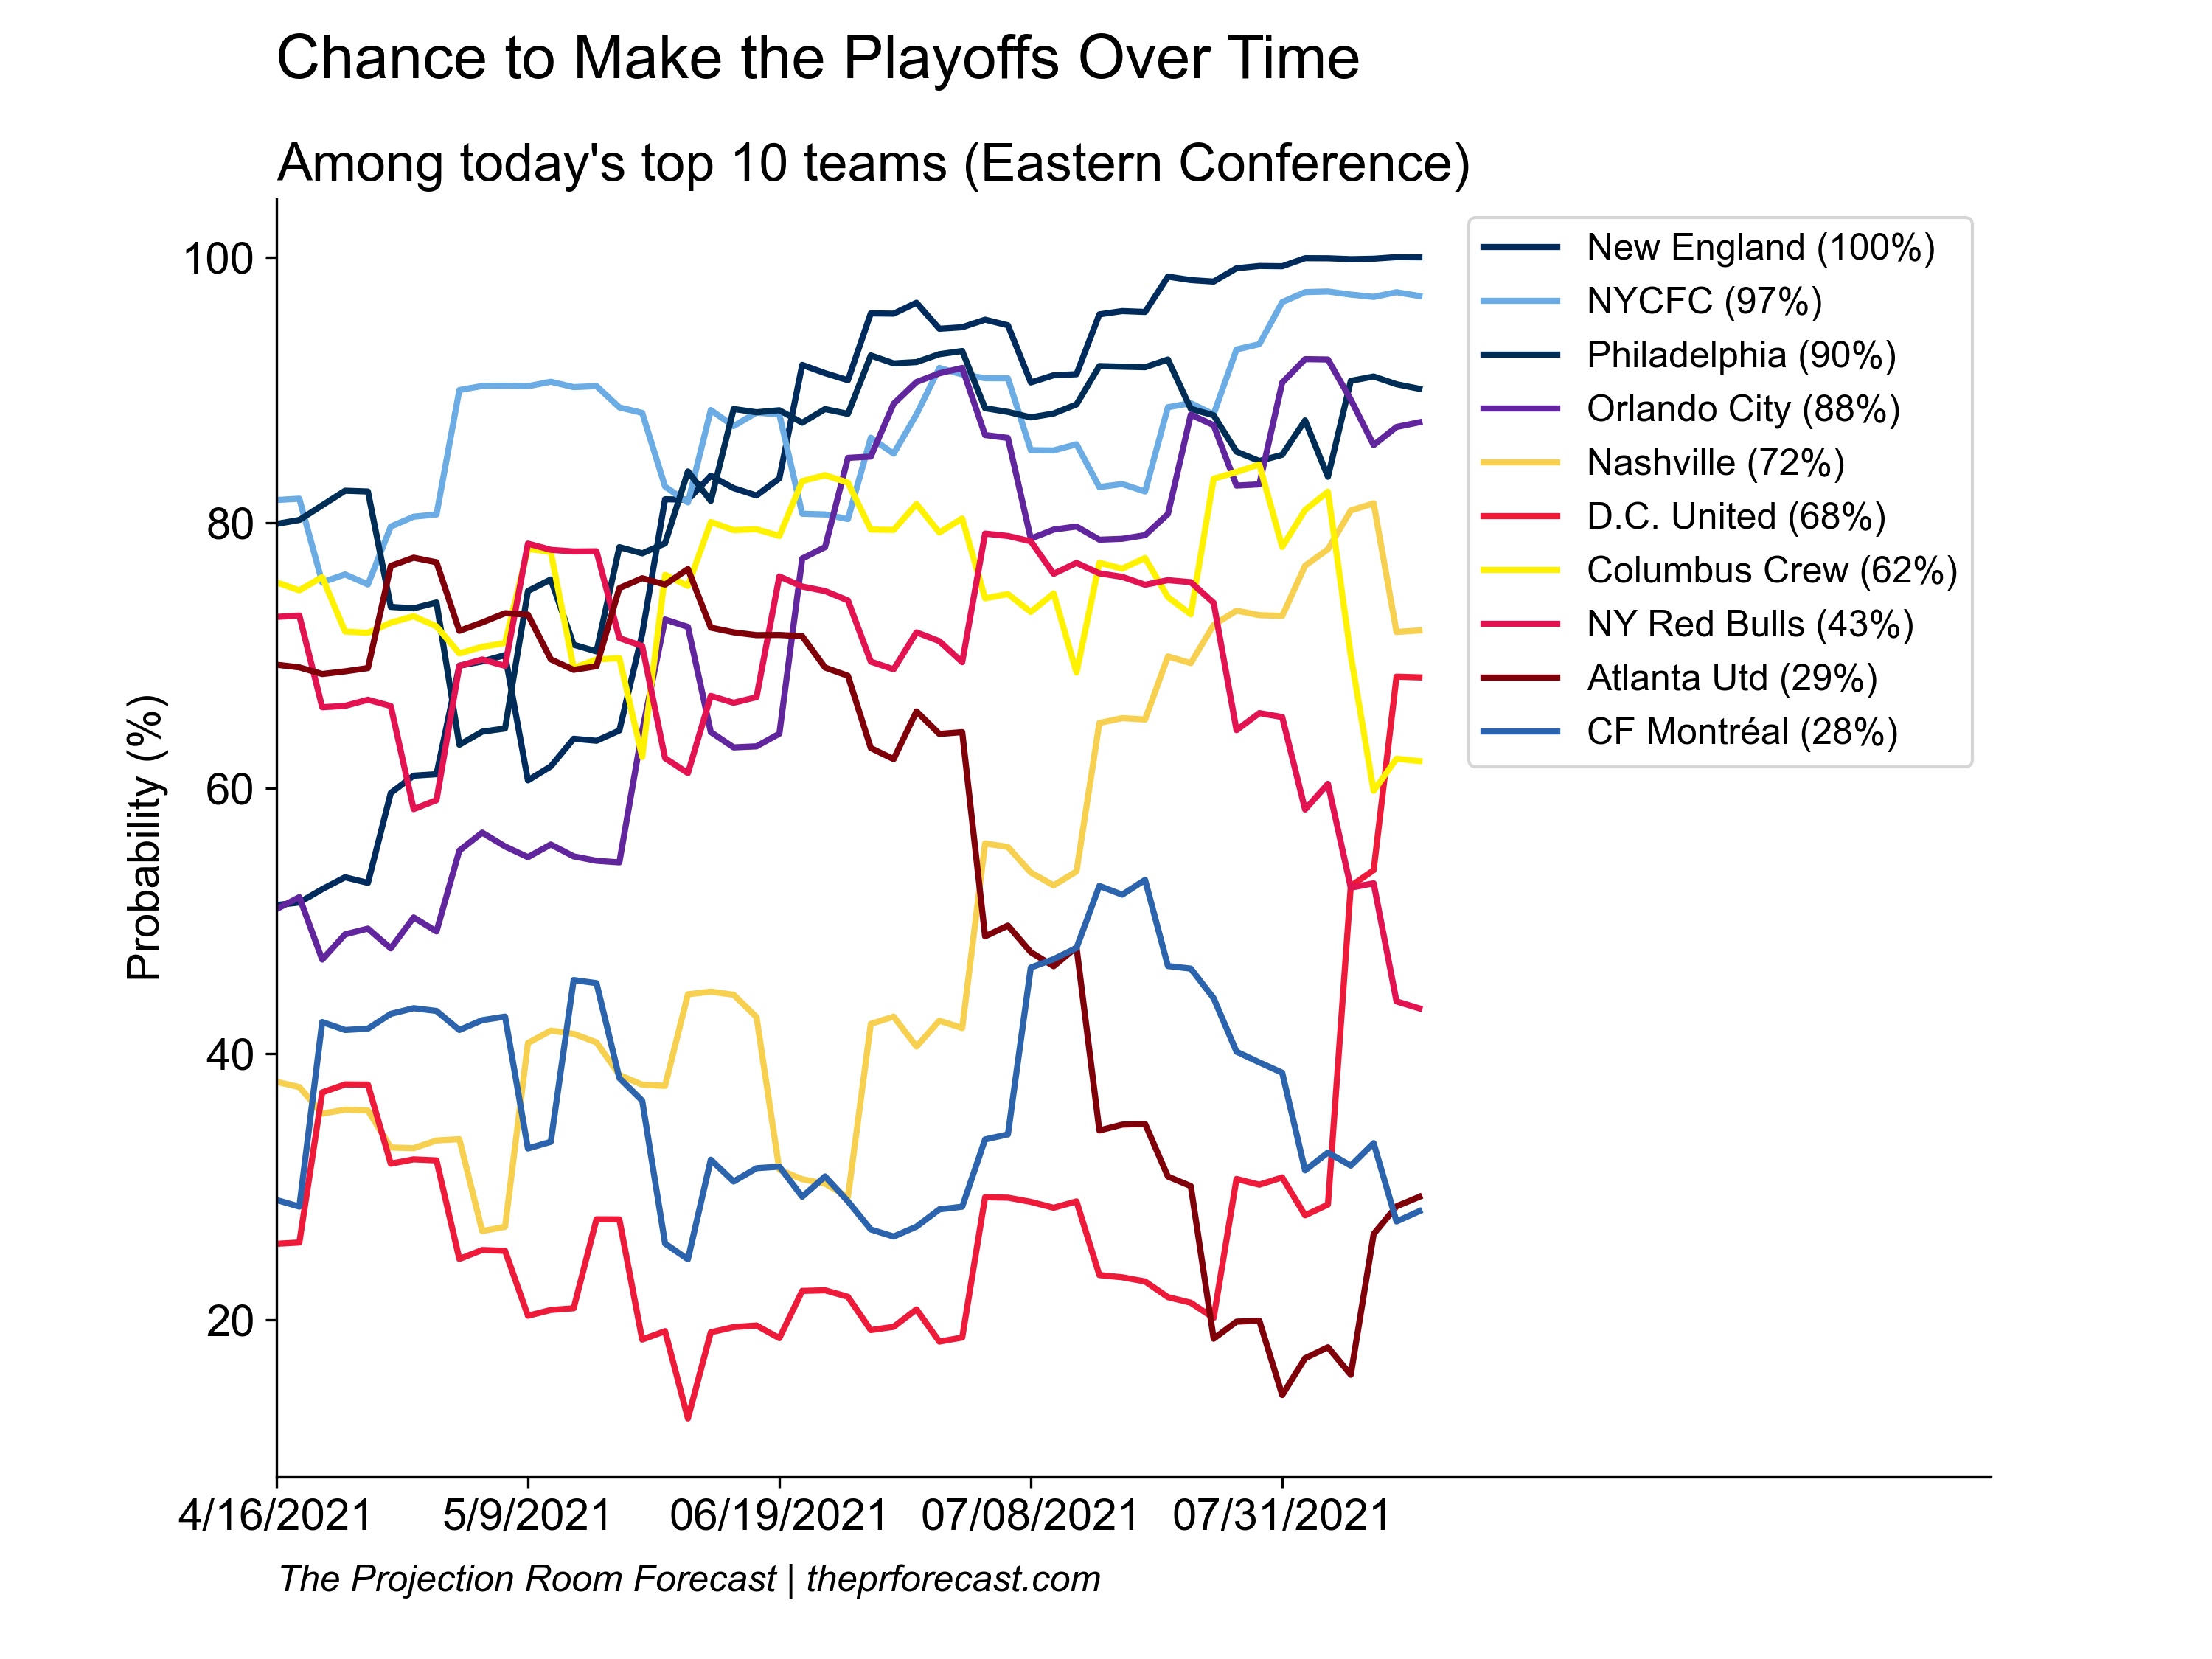 Chance to Make the Playoffs Over Time
Among today's top 10 teams (Eastern Conference)
100
80
60
40
20
Probability (%)
New England (100%)
NYCFC (97%)
Philadelphia (90%)
Orlando City (88%)
Nashville (72%)
D.C. United (68%)
Columbus Crew (62%)
NY Red Bulls (43%)
Atlanta Utd (29%)
CF Montréal (28%)
4/16/2021 5/9/2021 06/19/2021 07/08/2021 07/31/2021
The Projection Room Forecast | theprforecast.com